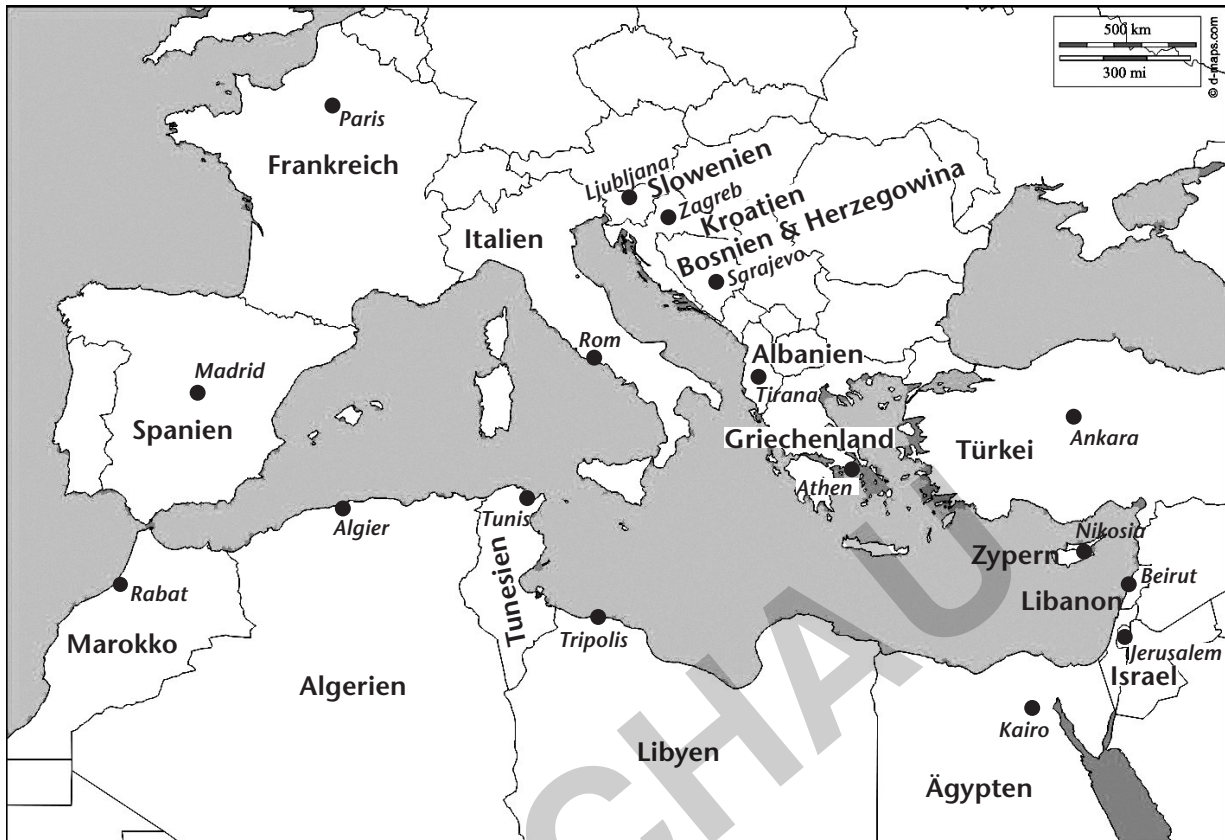 500 km
300 mi
© d-maps.com
Paris
Frankreich
Ljubljana
Slowenien
Zagreb
Kroatien
Bosnien & Herzegowina
Sarajevo
Italien
Rom
Madrid
Spanien
Albanien
Tirana
Griechenland
Athen
Türkei
Ankara
Algier
Tunis
Tunesien
Nikosia
Zypern
Beirut
Libanon
Rabat
Marokko
Tripolis
Jerusalem
Israel
Algerien
Libyen
Kairo
Ägypten
CHAU